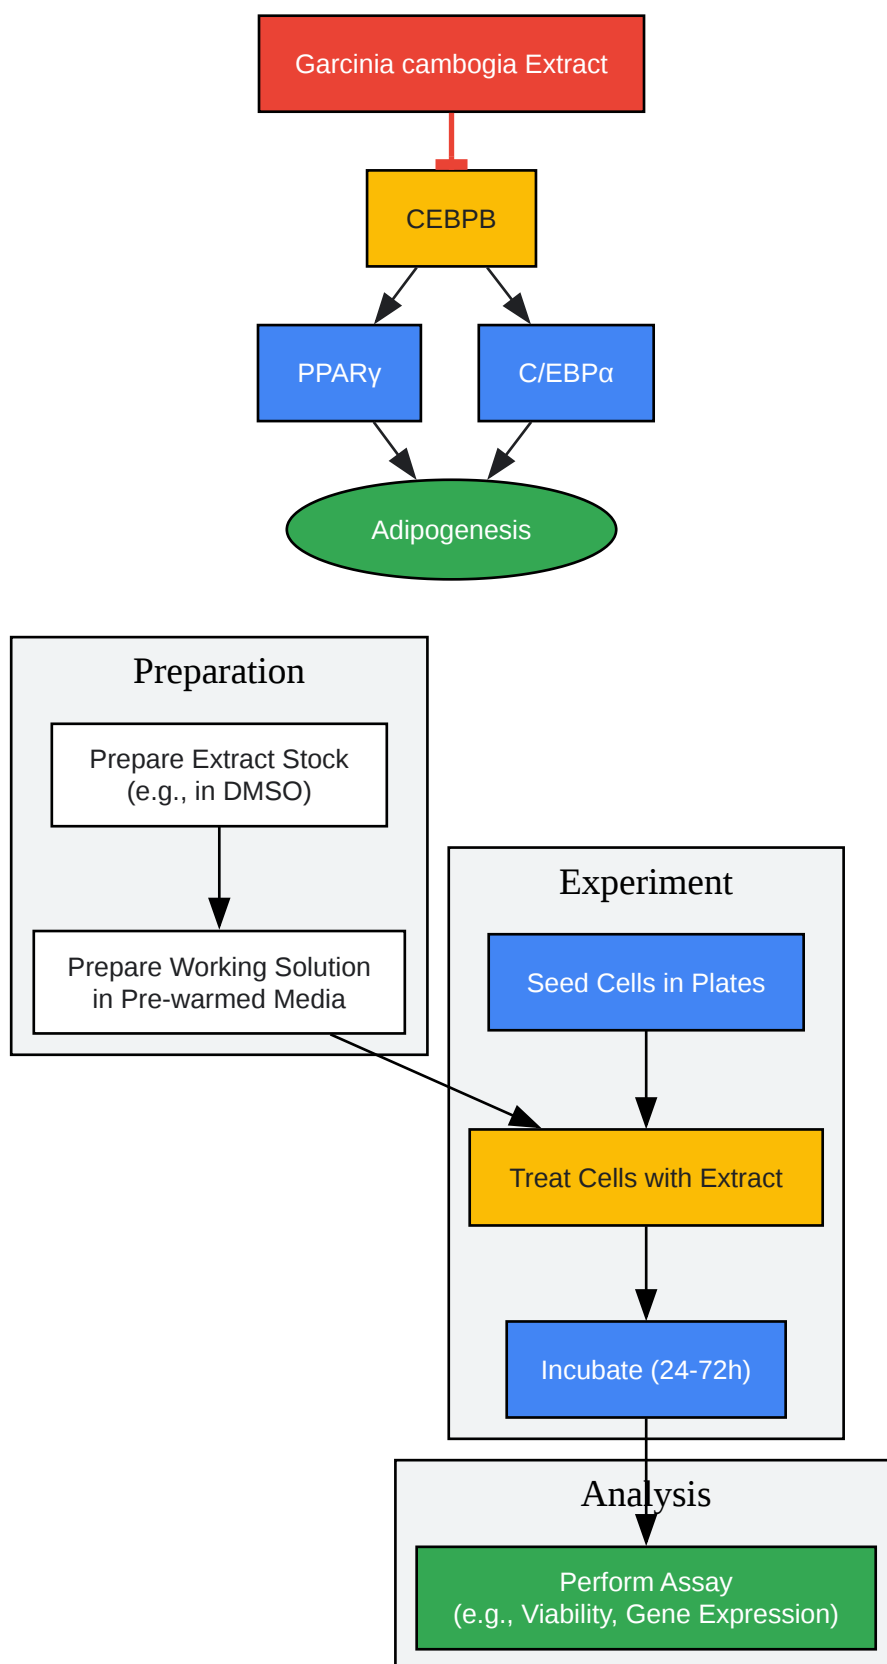 Garcinia cambogia Extract
CEBPB
PPARγ
C/EBPα
Adipogenesis
Preparation
Prepare Extract Stock
(e.g., in DMSO)
Prepare Working Solution
in Pre-warmed Media
Experiment
Seed Cells in Plates
Treat Cells with Extract
Incubate (24-72h)
Analysis
Perform Assay
(e.g., Viability, Gene Expression)